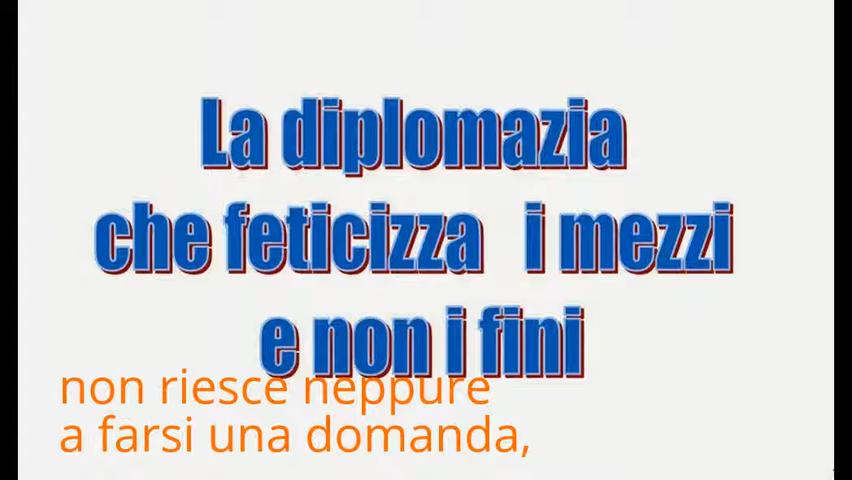 La diplomazia
che feticizza i mezzi
e non i fini
non riesce neppure
a farsi una domanda,